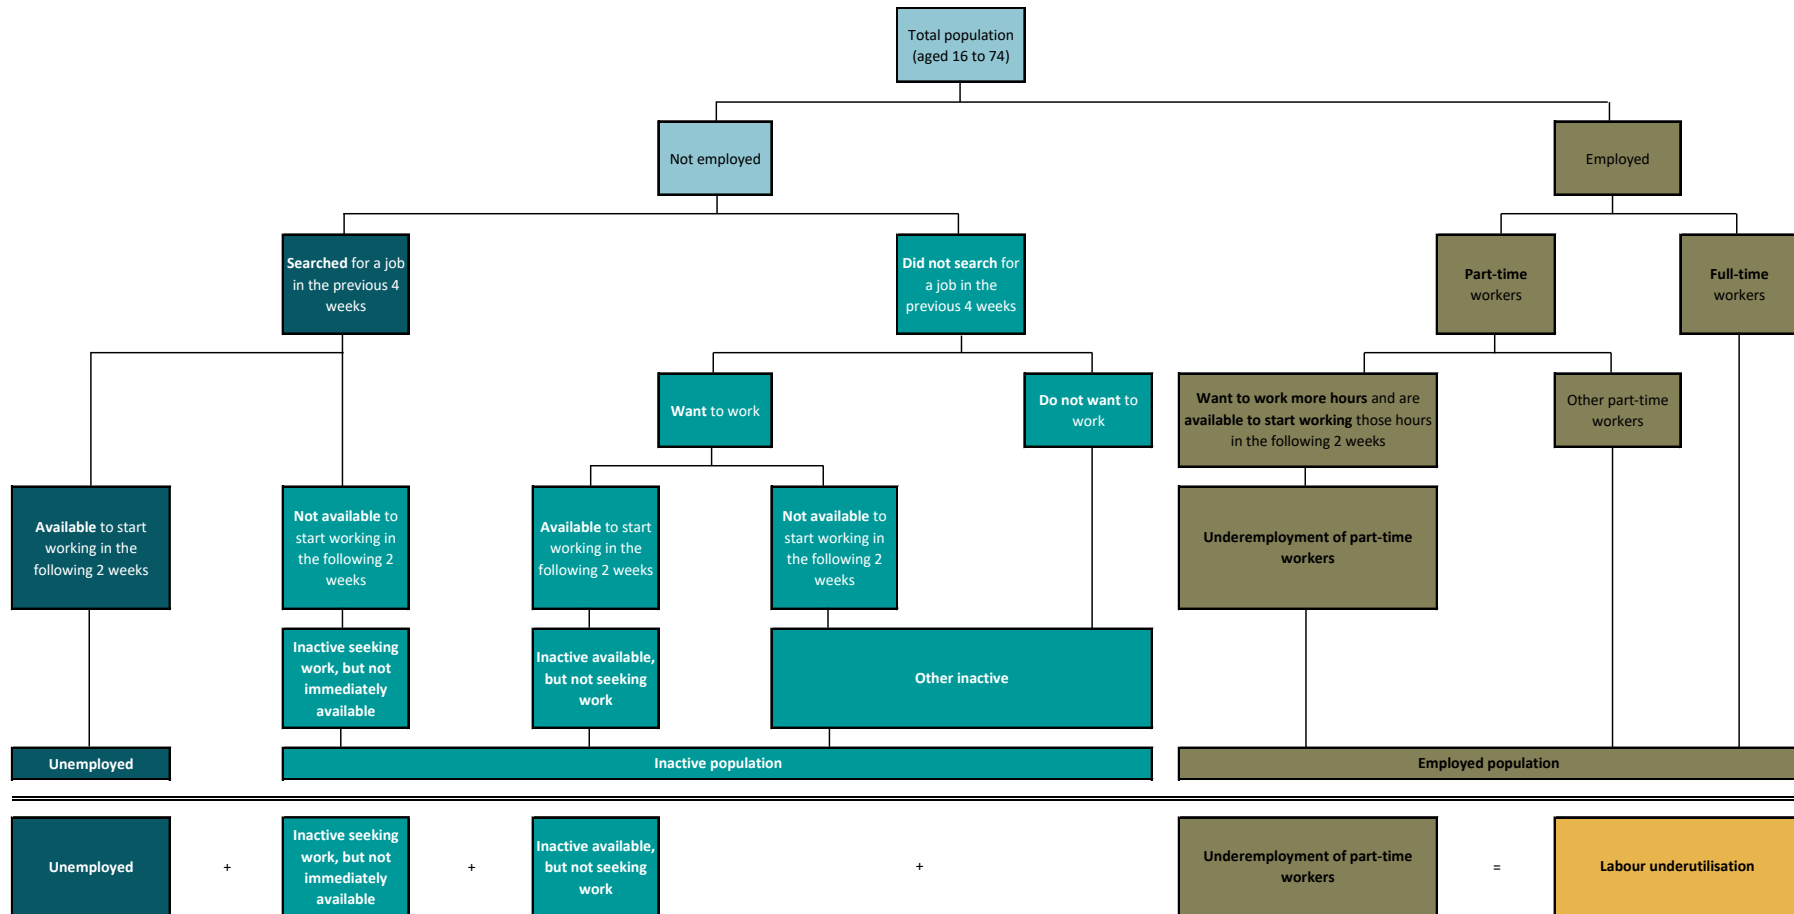 Total population
(aged 16 to 74)
Not employed
Employed
Searched for a job
in the previous 4
weeks
Did not search for
a job in the
previous 4 weeks
Part-time
workers
Full-time
workers
Want to work
Do not want to
work
Want to work more hours and are
available to start working those hours
in the following 2 weeks
Other part-time
workers
Available to start
working in the
following 2 weeks
Not available to
start working in
the following 2
weeks
Available to start
working in the
following 2 weeks
Not available to
start working in
the following 2
weeks
Underemployment of part-time
workers
Inactive seeking
work, but not
immediately
available
Inactive available,
but not seeking
work
Other inactive
Unemployed
Inactive population
Employed population
Unemployed
+
Inactive seeking
work, but not
immediately
available
+
Inactive available,
but not seeking
work
+
Underemployment of part-time
workers
=
Labour underutilisation